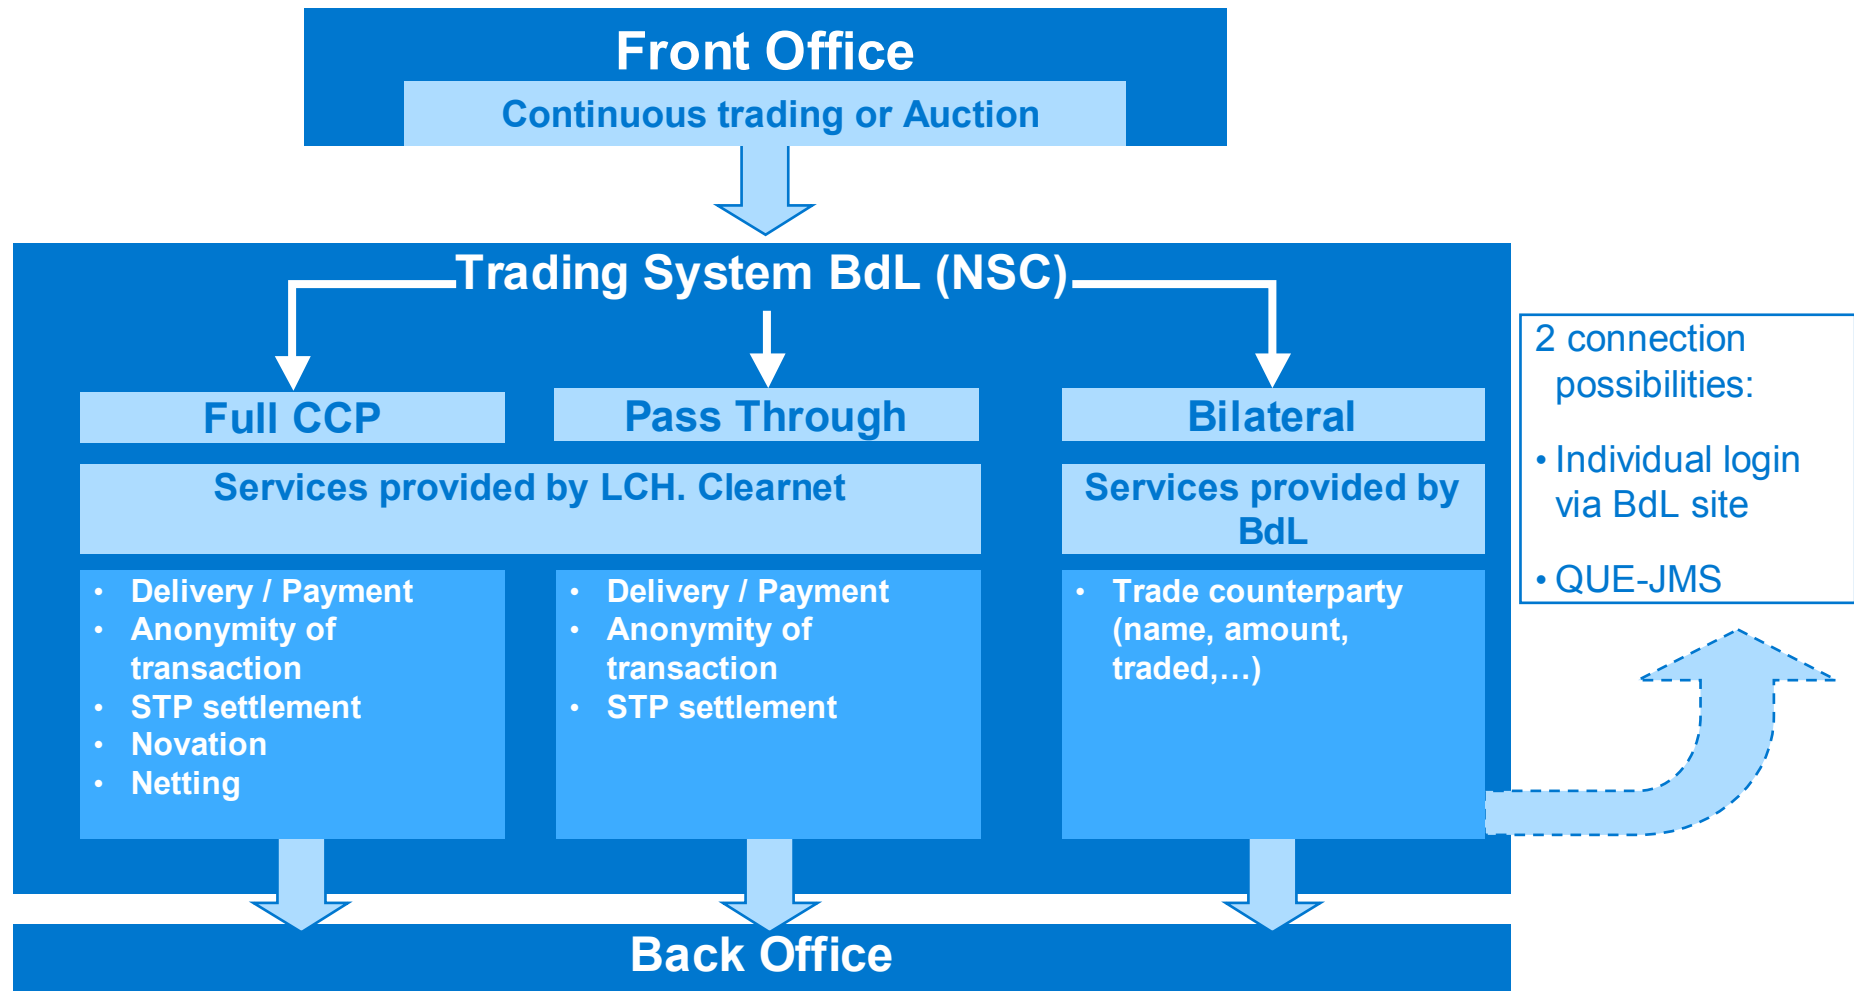 Front Office
Continuous trading or Auction
Trading System BdL (NSC)
Full CCP
Pass Through
Bilateral
Services provided by LCH. Clearnet
Services provided by
BdL
• Delivery / Payment
• Anonymity of
transaction
• STP settlement
• Novation
• Netting
• Delivery / Payment
• Anonymity of
transaction
• STP settlement
• Trade counterparty
(name, amount,
traded,…)
2 connection
possibilities:
• Individual login
via BdL site
• QUE-JMS
Back Office